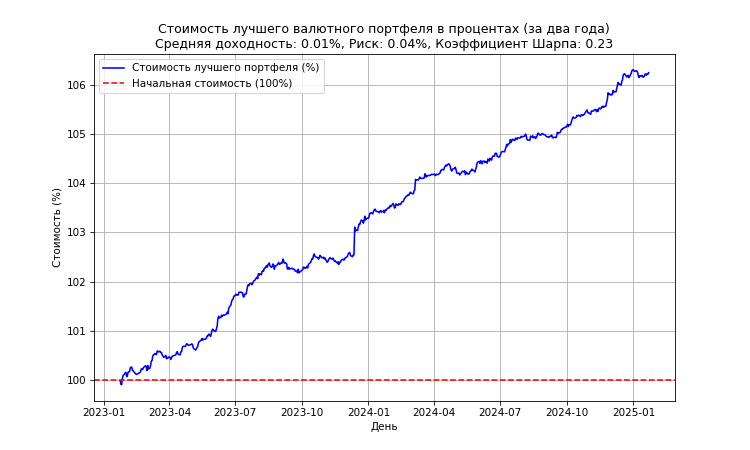 Стоимость лучшего валютного портфеля в процентах (за два года)
Средняя доходность: 0.01%, Риск: 0.04%, Коэффициент Шарпа: 0.23
Стоимость лучшего портфеля (%)
Начальная стоимость (100%)
Стоимость (%)
106
105
104
103
102
101
100
2023-01 2023-04 2023-07 2023-10 2024-01 2024-04 2024-07 2024-10 2025-01
День